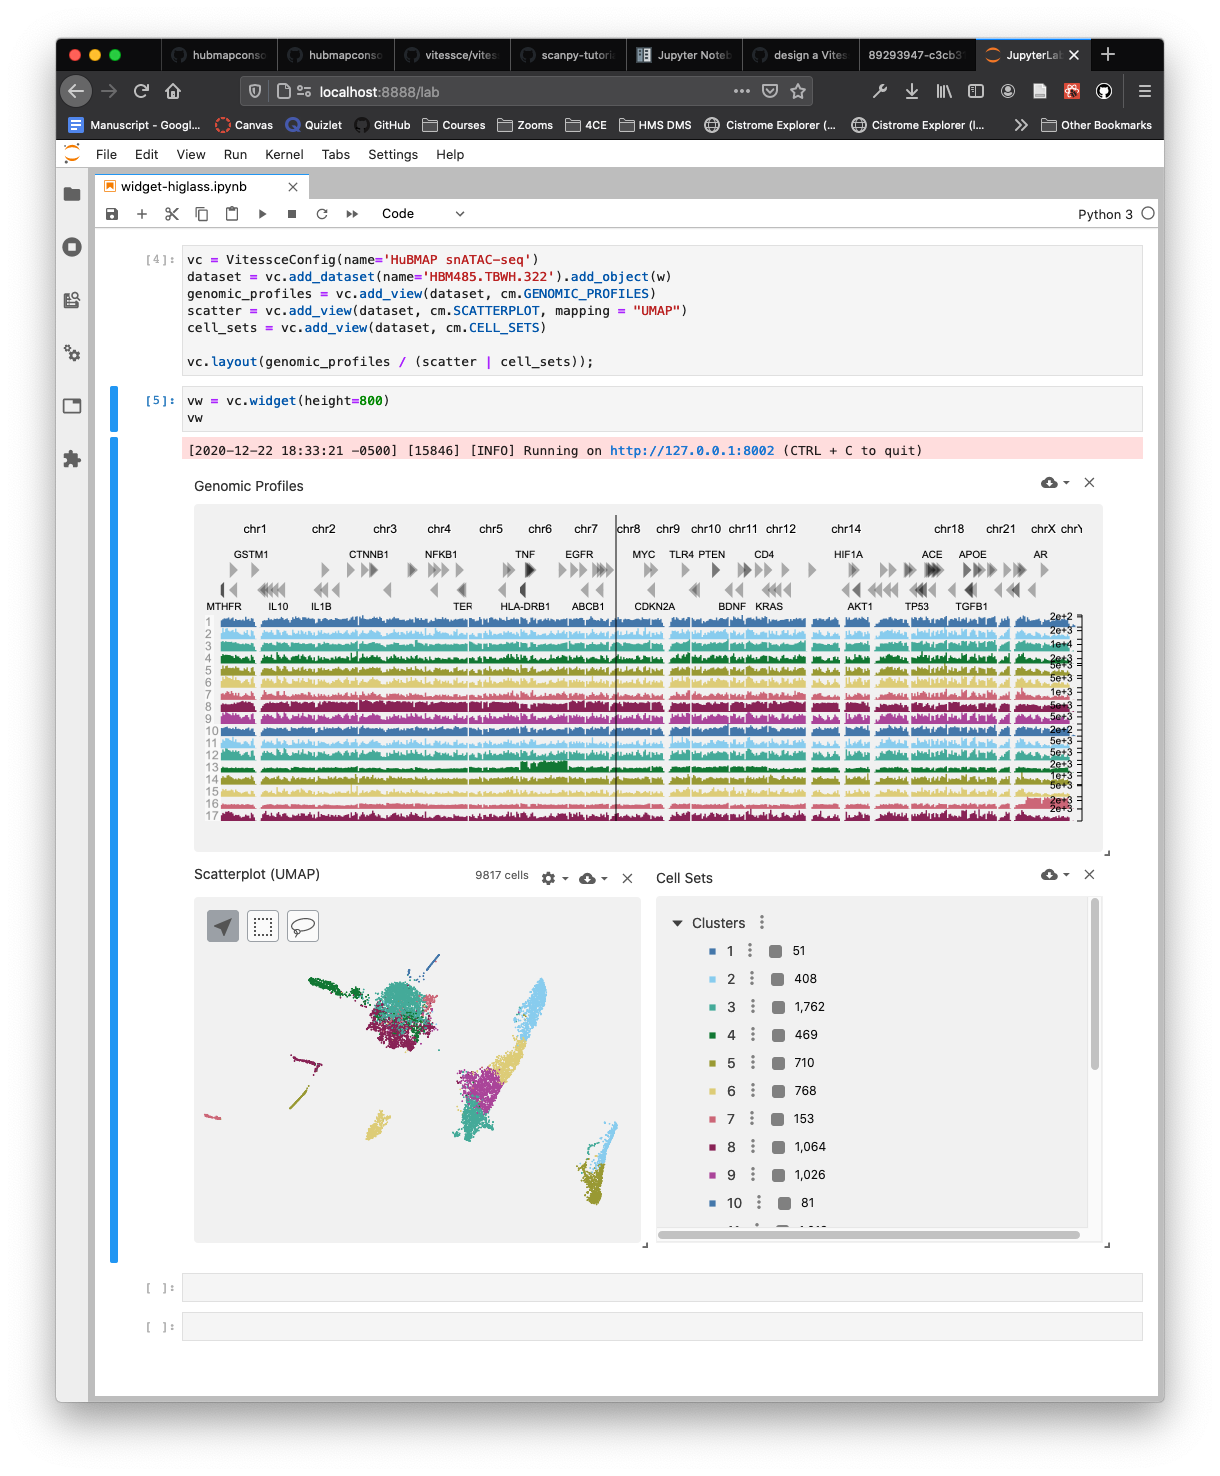 hubmapconso
hubmapconso
vitessce/vites
scanpy-tutoria
Jupyter Noteb
design a Vites
89293947-c3cb3
JupyterLab
localhost:8888/lab
Manuscript - Googl...
Canvas
Quizlet
GitHub
Courses
Zooms
4CE
HMS DMS
Cistrome Explorer (...
Cistrome Explorer (l...
Other Bookmarks
File Edit View Run Kernel Tabs Settings Help
widget-higlass.ipynb
Code
Python 3
[4]:
vc = VitessceConfig(name='HuBMAP snATAC-seq')
dataset = vc.add_dataset(name='HBM485.TBWH.322').add_object(w)
genomic_profiles = vc.add_view(dataset, cm.GENOMIC_PROFILES)
scatter = vc.add_view(dataset, cm.SCATTERPLOT, mapping = "UMAP")
cell_sets = vc.add_view(dataset, cm.CELL_SETS)
vc.layout(genomic_profiles / (scatter | cell_sets));
[5]:
vw = vc.widget(height=800)
vw
[2020-12-22 18:33:21 -0500] [15846] [INFO] Running on http://127.0.0.1:8002 (CTRL + C to quit)
Genomic Profiles
chr1 chr2 chr3 chr4 chr5 chr6 chr7 chr8 chr9 chr10 chr11 chr12 chr14 chr18 chr21 chrX chrY
GSTM1 CTNNB1 NFKB1 TNF EGFR MYC TLR4 PTEN CD4 HIF1A ACE APOE AR
MTHFR IL10 IL1B TER HLA-DRB1 ABCB1 CDKN2A BDNF KRAS AKT1 TP53 TGFB1
1 2e+2
2 2e+3
3 1e+4
4 2e+3
5 5e+3
6 5e+3
7 1e+3
8 5e+3
9 5e+3
10 2e+2
11 5e+3
12 5e+3
13 2e+3
14 1e+3
15 5e+3
16 2e+3
17 2e+3
Scatterplot (UMAP)
9817 cells
Cell Sets
Clusters
1 51
2 408
3 1,762
4 469
5 710
6 768
7 153
8 1,064
9 1,026
10 81
[ ]:
[ ]: